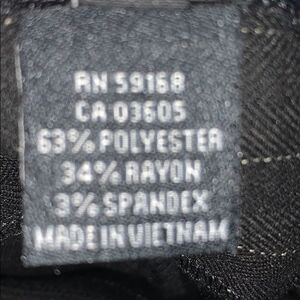 RN 59168
CA 03605
63% POLYESTER
34% RAYON
3% SPANDEX
MADE IN VIETNAM